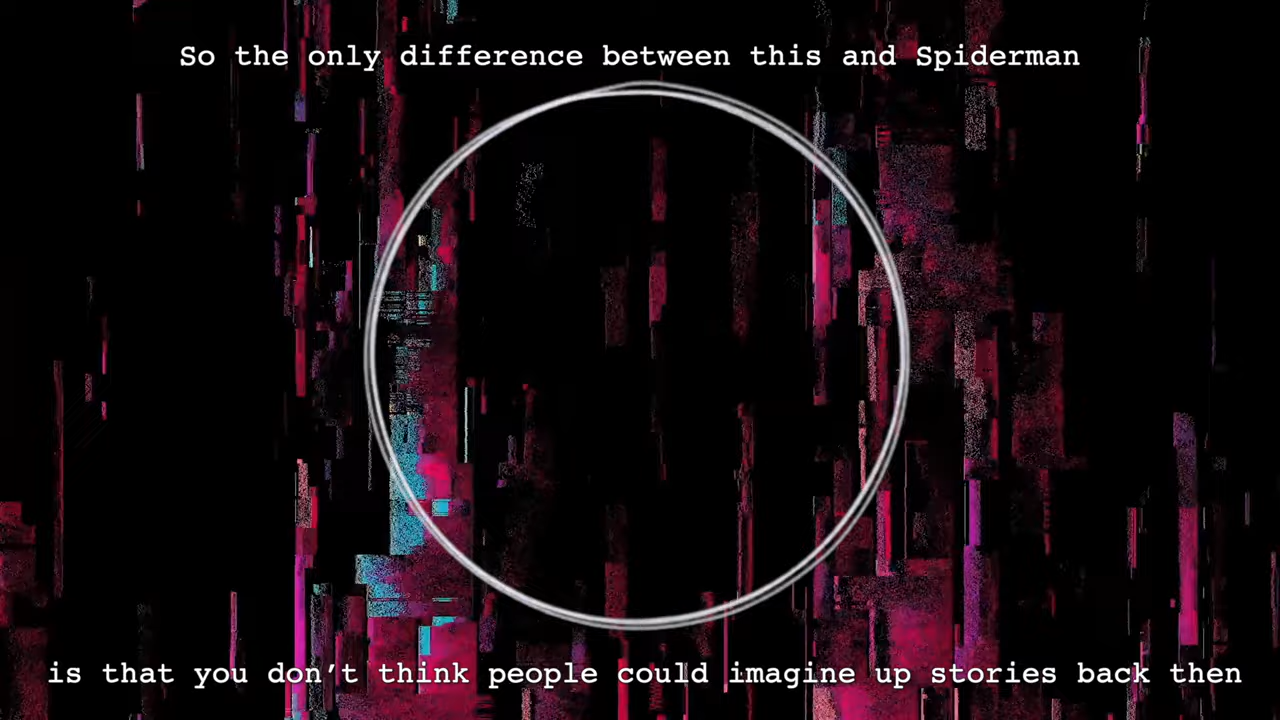 So the only difference between this and Spiderman
is that you don’t think people could imagine up stories back then